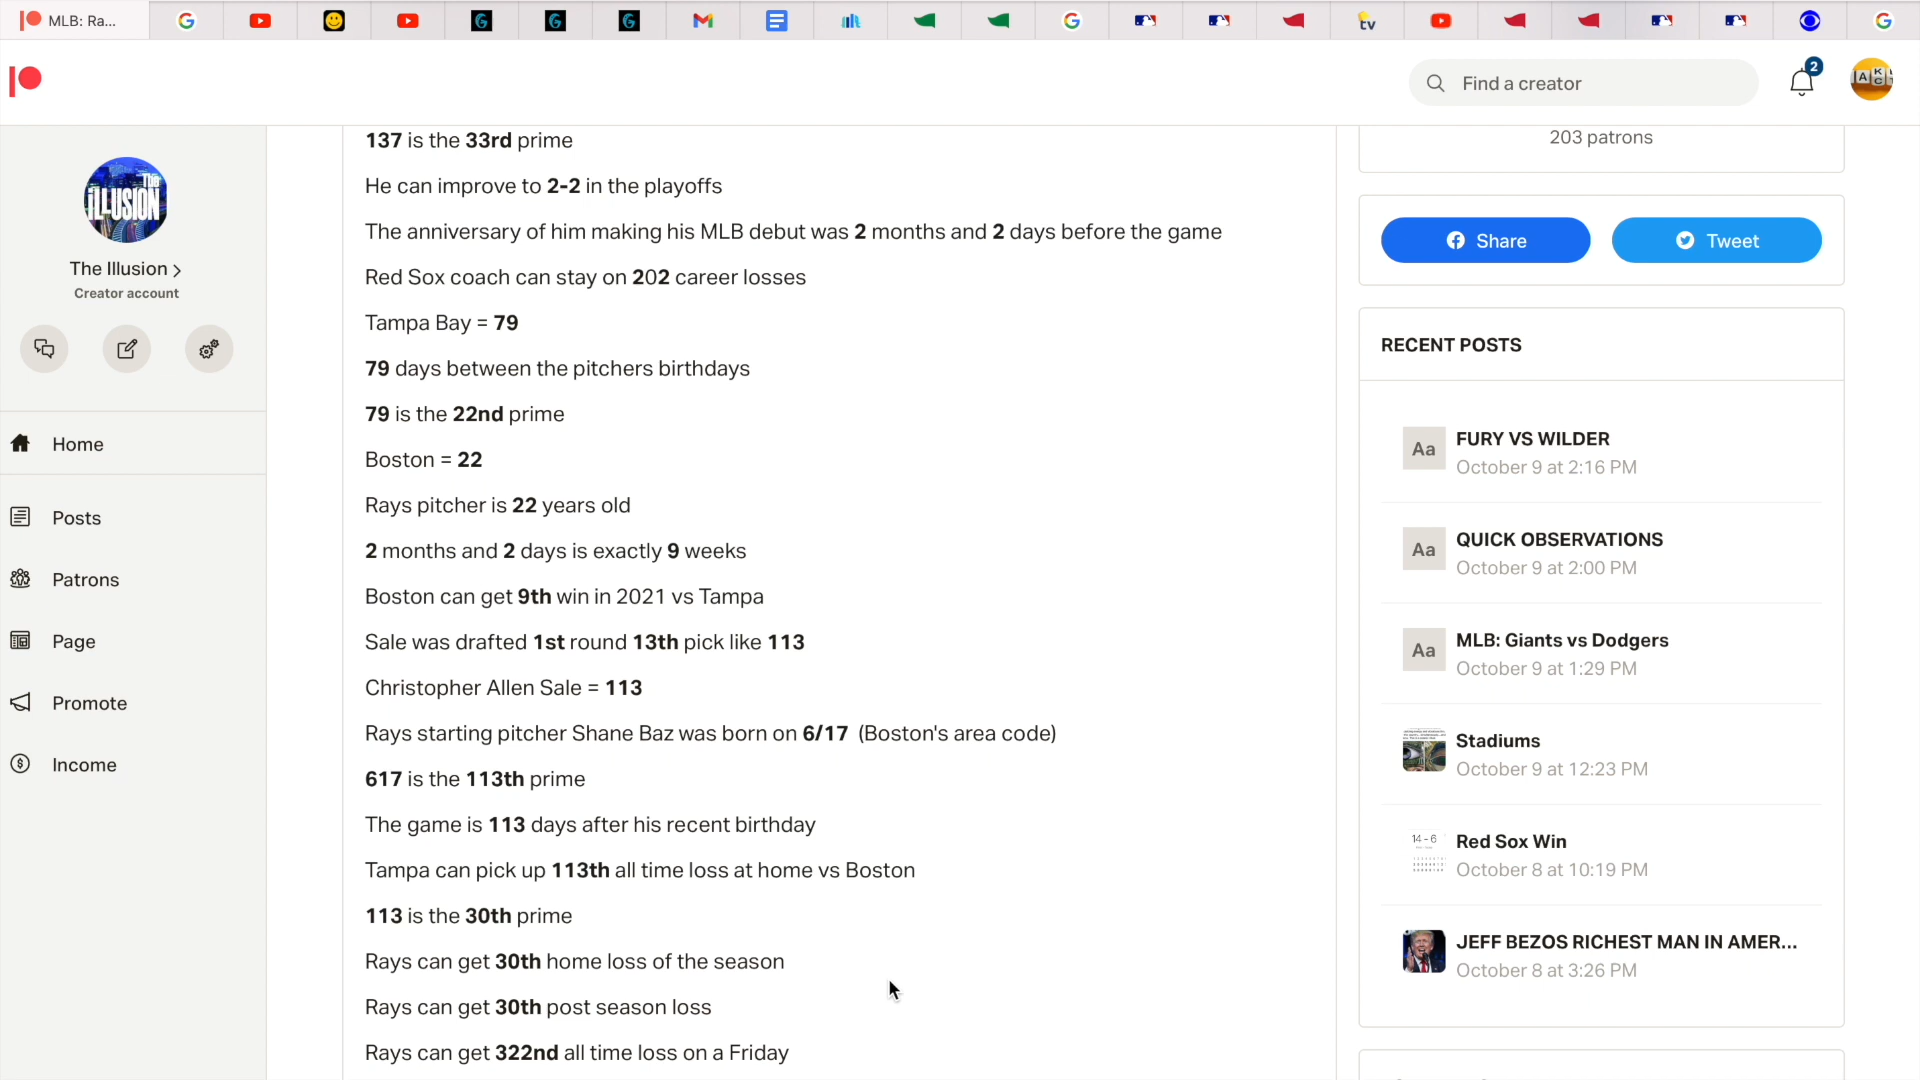 MLB: Ra...
tv
Find a creator
2
THE
ILLUSION
The Illusion
Creator account
Home
Posts
Patrons
Page
Promote
Income
137 is the 33rd prime
He can improve to 2-2 in the playoffs
The anniversary of him making his MLB debut was 2 months and 2 days before the game
Red Sox coach can stay on 202 career losses
Tampa Bay = 79
79 days between the pitchers birthdays
79 is the 22nd prime
Boston = 22
Rays pitcher is 22 years old
2 months and 2 days is exactly 9 weeks
Boston can get 9th win in 2021 vs Tampa
Sale was drafted 1st round 13th pick like 113
Christopher Allen Sale = 113
Rays starting pitcher Shane Baz was born on 6/17 (Boston's area code)
617 is the 113th prime
The game is 113 days after his recent birthday
Tampa can pick up 113th all time loss at home vs Boston
113 is the 30th prime
Rays can get 30th home loss of the season
Rays can get 30th post season loss
Rays can get 322nd all time loss on a Friday
203 patrons
Share
Tweet
RECENT POSTS
Aa
FURY VS WILDER
October 9 at 2:16 PM
Aa
QUICK OBSERVATIONS
October 9 at 2:00 PM
Aa
MLB: Giants vs Dodgers
October 9 at 1:29 PM
Stadiums
October 9 at 12:23 PM
14-6
Red Sox Win
October 8 at 10:19 PM
JEFF BEZOS RICHEST MAN IN AMER...
October 8 at 3:26 PM